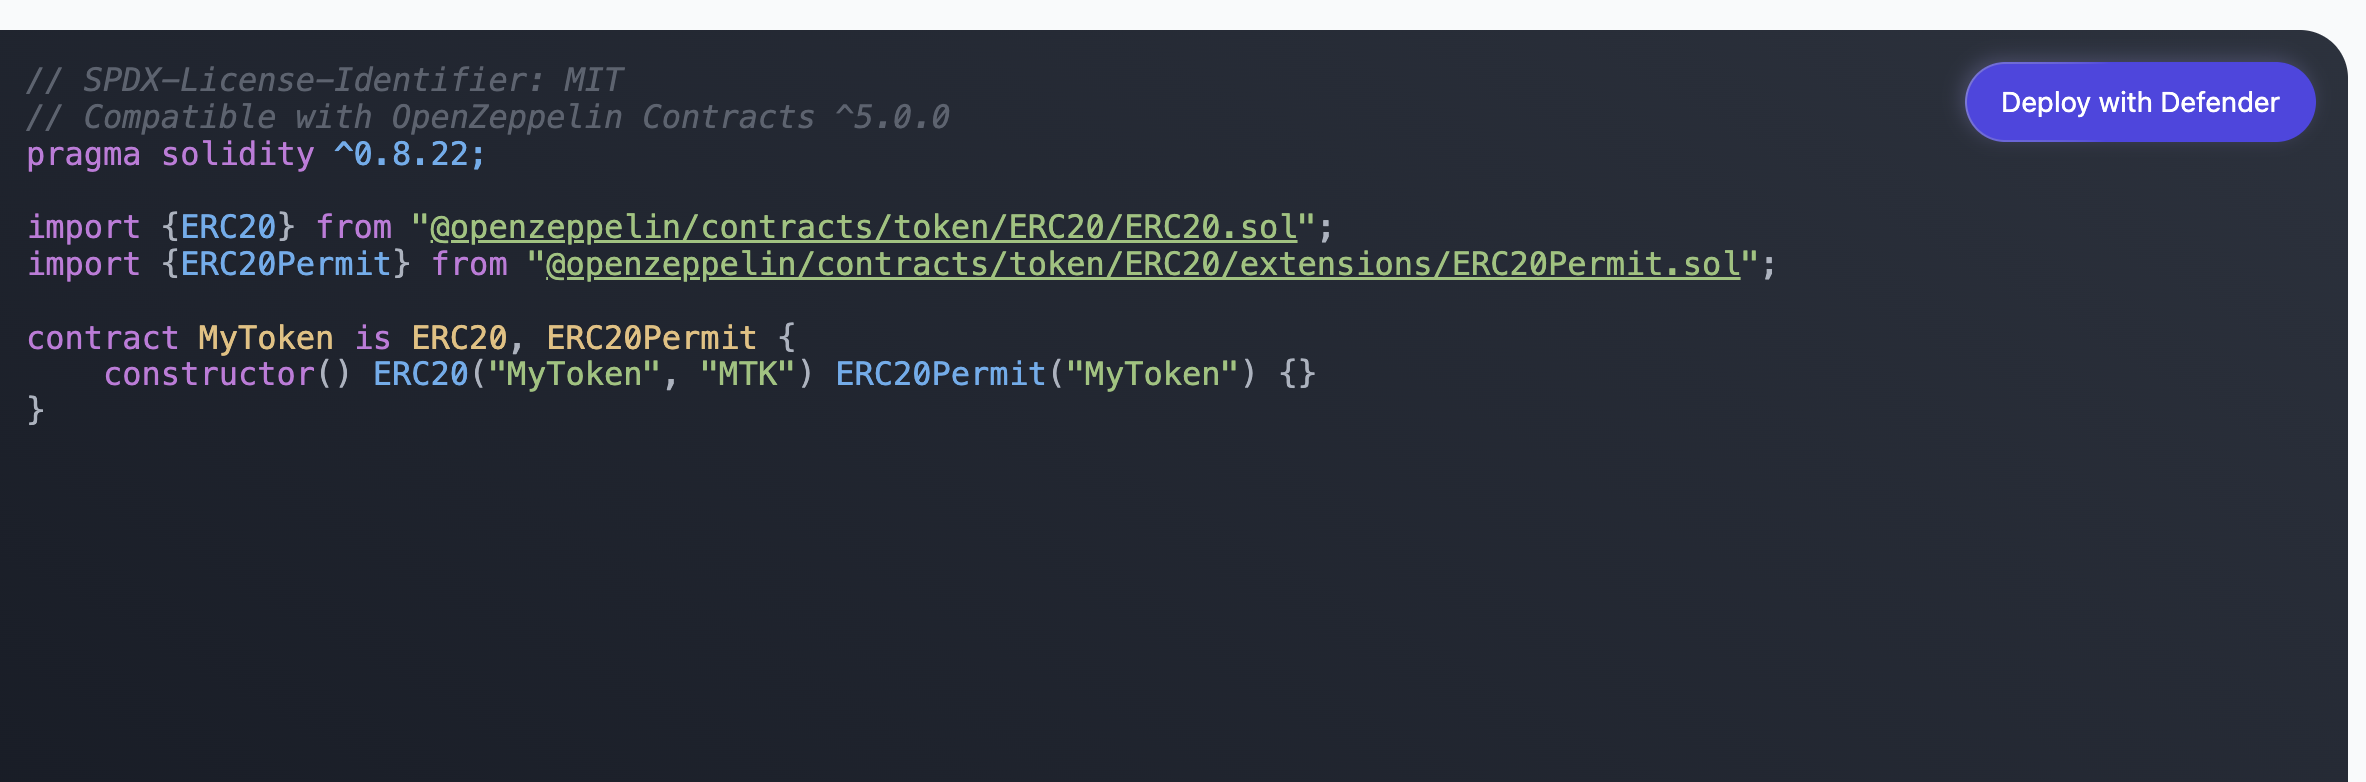 // SPDX-License-Identifier: MIT
// Compatible with OpenZeppelin Contracts ^5.0.0
pragma solidity ^0.8.22;
Deploy with Defender
import {ERC20} from "@openzeppelin/contracts/token/ERC20/ERC20.sol";
import {ERC20Permit} from "@openzeppelin/contracts/token/ERC20/extensions/ERC20Permit.sol";
contract MyToken is ERC20, ERC20Permit {
    constructor() ERC20("MyToken", "MTK") ERC20Permit("MyToken") {}
}